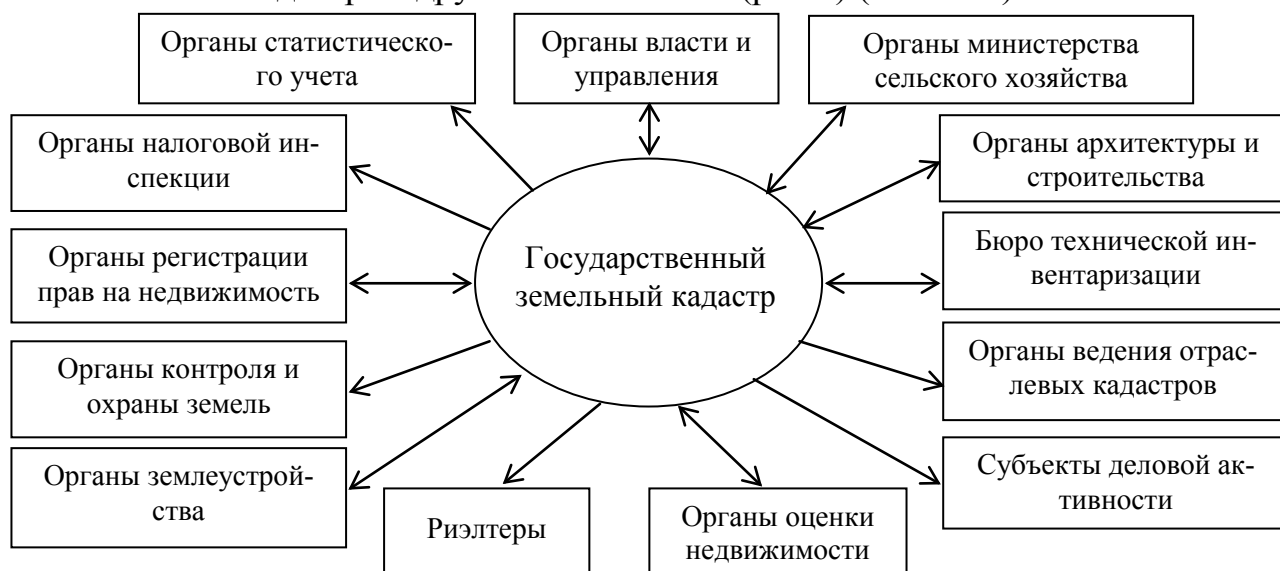 Органы статистическо-
го учета
Органы власти и
управления
Органы министерства
сельского хозяйства
Органы налоговой ин-
спекции
Органы архитектуры и
строительства
Органы регистрации
прав на недвижимость
Государственный
земельный кадастр
Бюро технической ин-
вентаризации
Органы контроля и
охраны земель
Органы ведения отрас-
левых кадастров
Органы землеустрой-
ства
Риэлтеры
Органы оценки
недвижимости
Субъекты деловой ак-
тивности